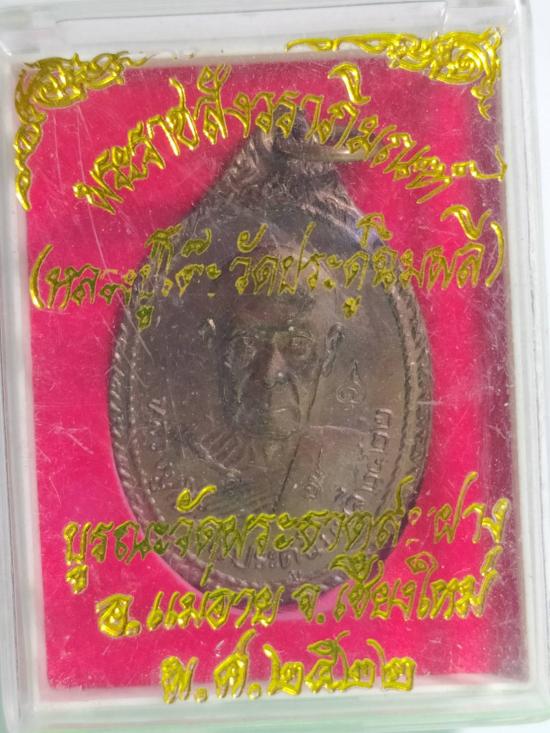 พระราชสังวราภิมณฑ์
(หลวงปู่โต๊ะ วัดประดู่ฉิมพลี)
บูรณะวัดพระธาตุสบฝาง
อ.แม่อาย จ.เชียงใหม่
พ.ศ.๒๕๒๒